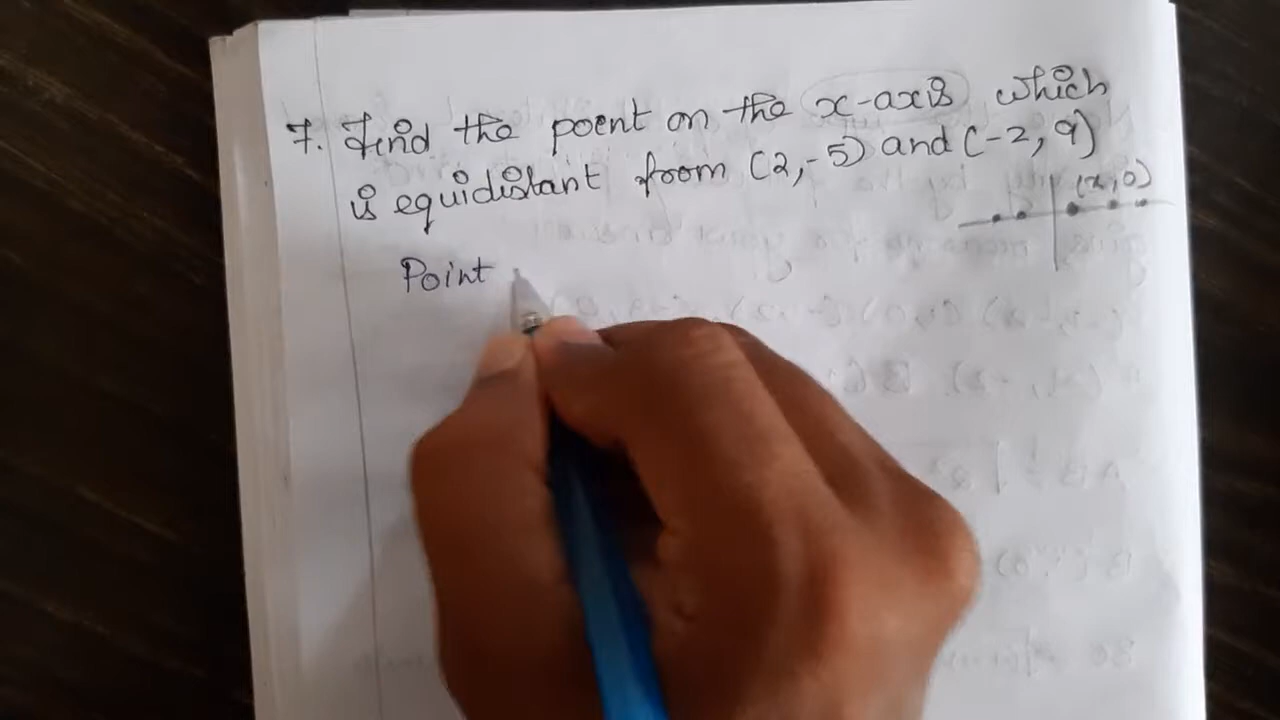 7. Find the point on the x-axis which
is equidistant from (2,-5) and (-2, 9)
(x, 0)
Point